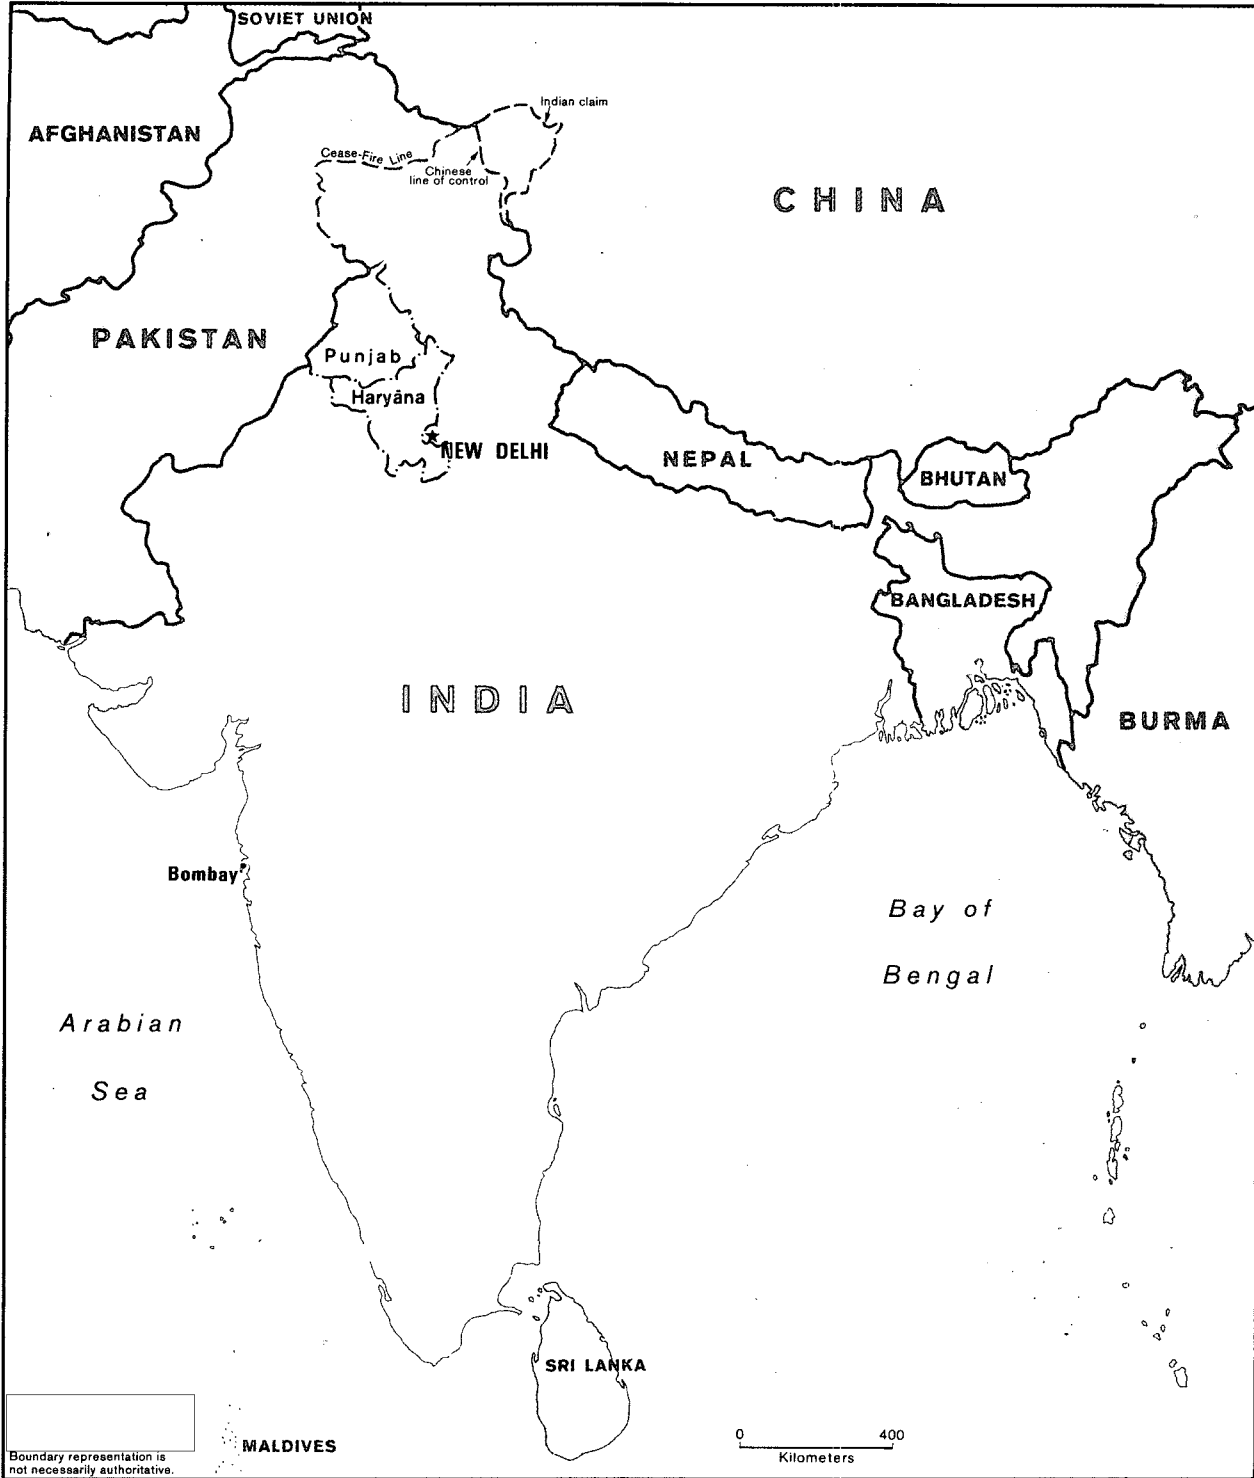 SOVIET UNION
Indian claim
AFGHANISTAN
Cease-Fire Line
Chinese
line of control
CHINA
PAKISTAN
Punjab
Haryāna
NEW DELHI
NEPAL
BHUTAN
BANGLADESH
INDIA
BURMA
Bombay
Bay of
Bengal
Arabian
Sea
SRI LANKA
MALDIVES
0 400
Kilometers
Boundary representation is
not necessarily authoritative.